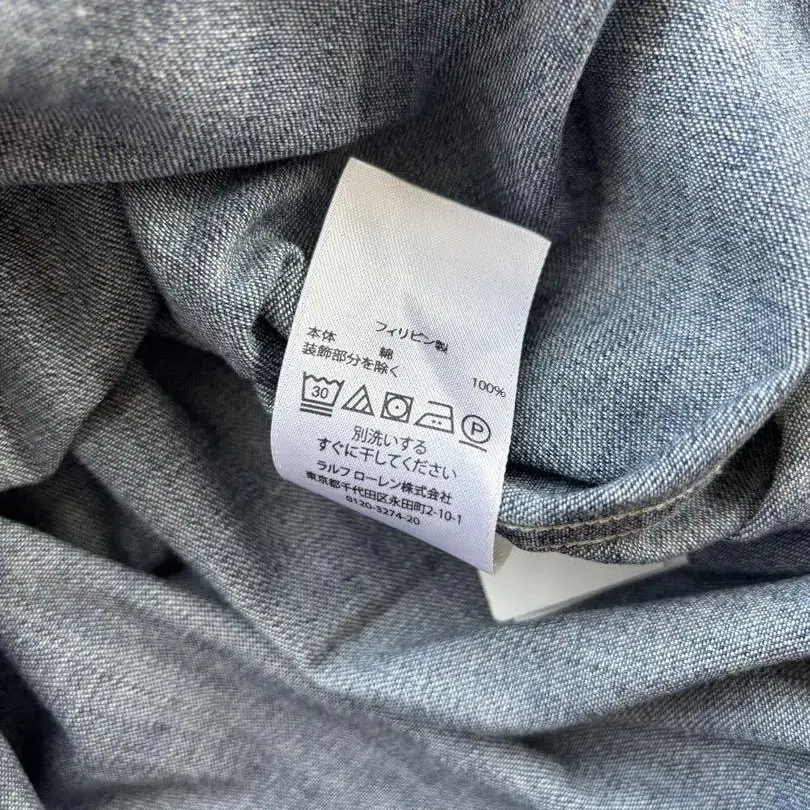 フィリピン製
本体 綿 100%
装飾部分を除く
30 P
別洗いする
すぐに干してください
ラルフ ローレン株式会社
東京都千代田区永田町2-10-1
0120-3274-20